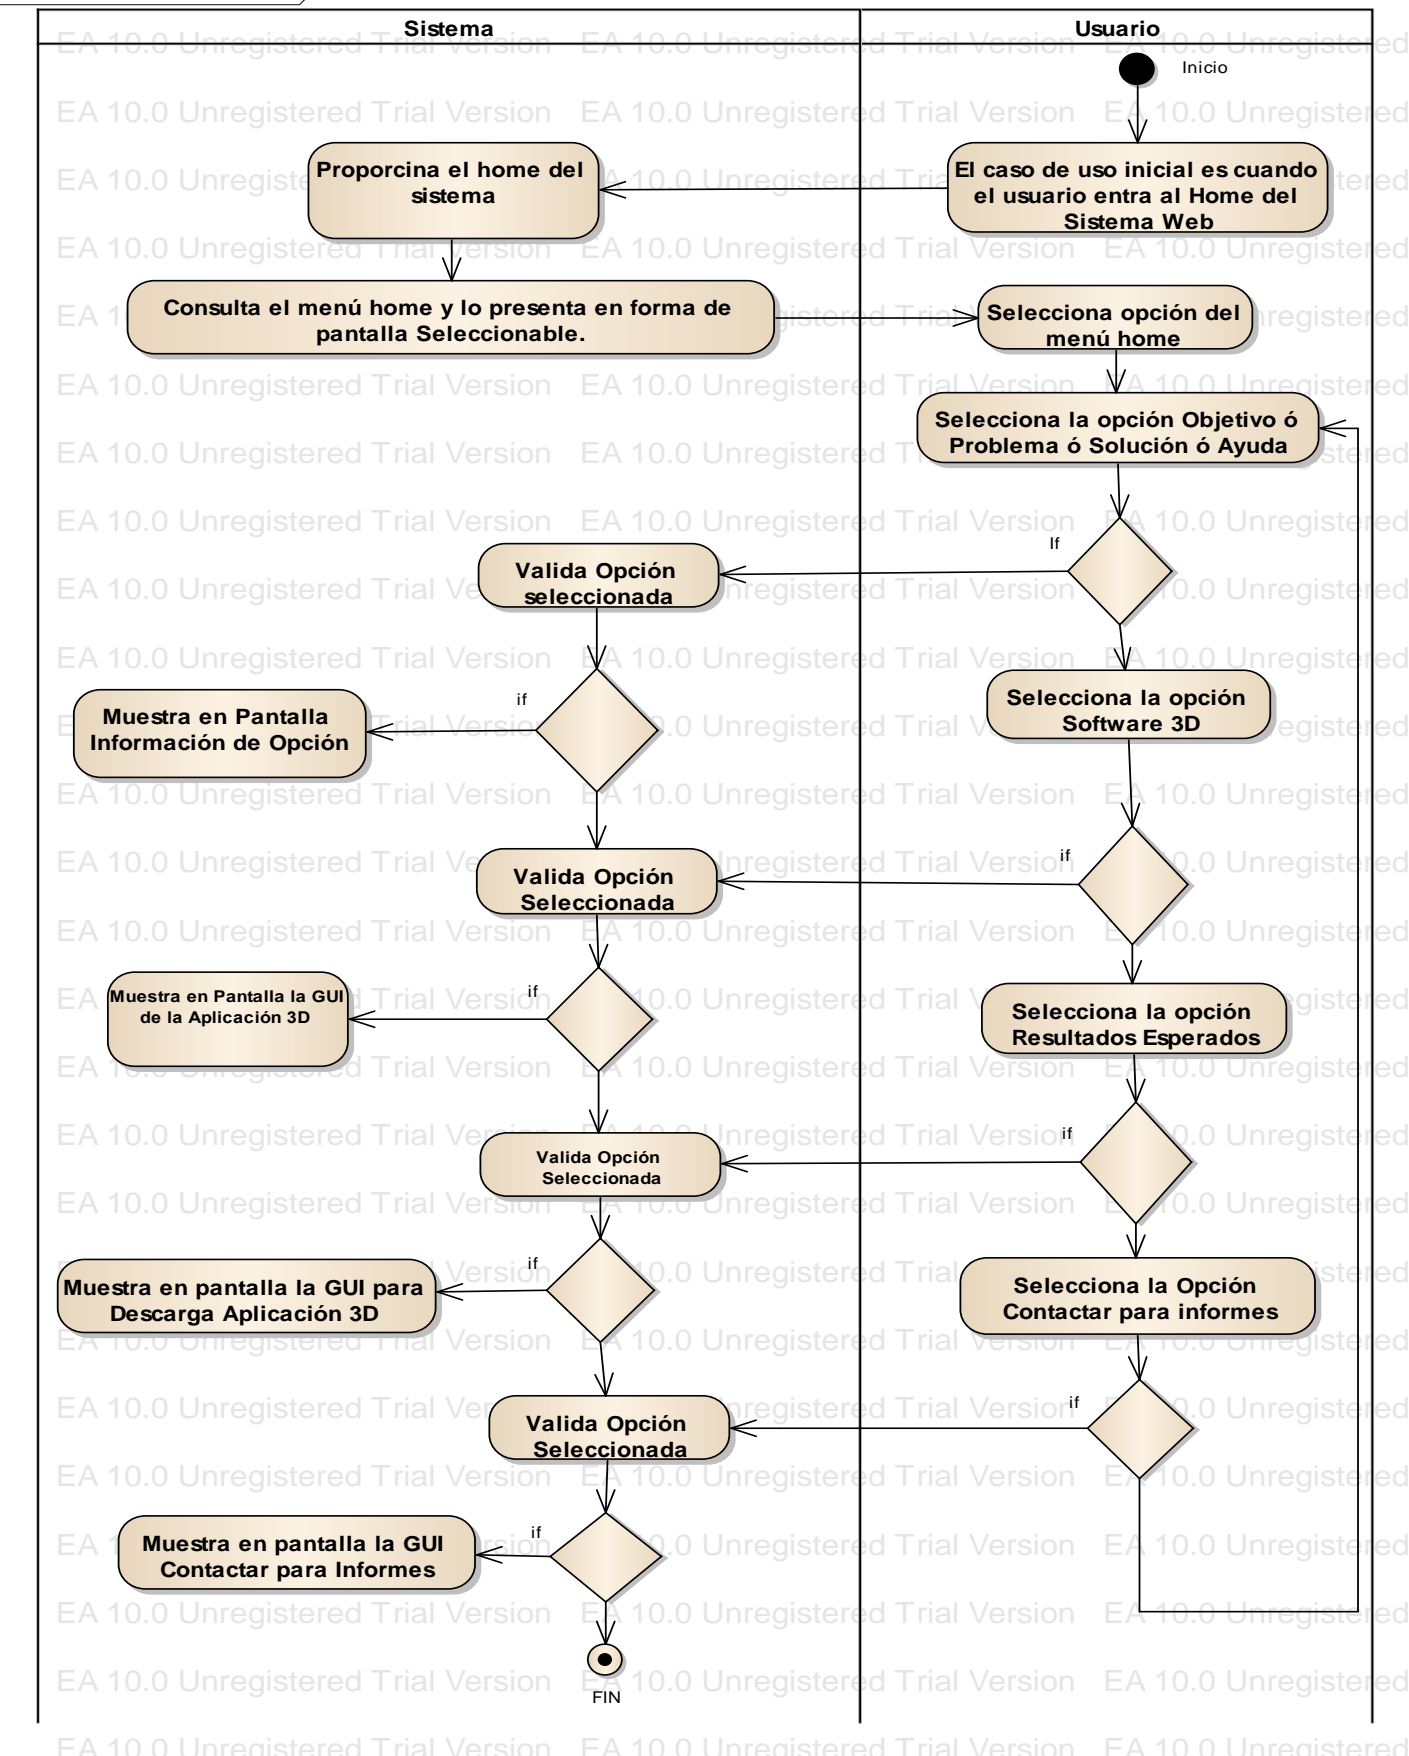 Sistema
Usuario
Inicio
El caso de uso inicial es cuando
el usuario entra al Home del
Sistema Web
Proporcina el home del
sistema
Consulta el menú home y lo presenta en forma de
pantalla Seleccionable.
Selecciona opción del
menú home
Selecciona la opción Objetivo ó
Problema ó Solución ó Ayuda
If
Valida Opción
seleccionada
if
Muestra en Pantalla
Información de Opción
Selecciona la opción
Software 3D
if
Valida Opción
Seleccionada
if
Muestra en Pantalla la GUI
de la Aplicación 3D
Selecciona la opción
Resultados Esperados
if
Valida Opción
Seleccionada
if
Muestra en pantalla la GUI para
Descarga Aplicación 3D
Selecciona la Opción
Contactar para informes
if
Valida Opción
Seleccionada
if
Muestra en pantalla la GUI
Contactar para Informes
FIN
EA 10.0 Unregistered Trial Version